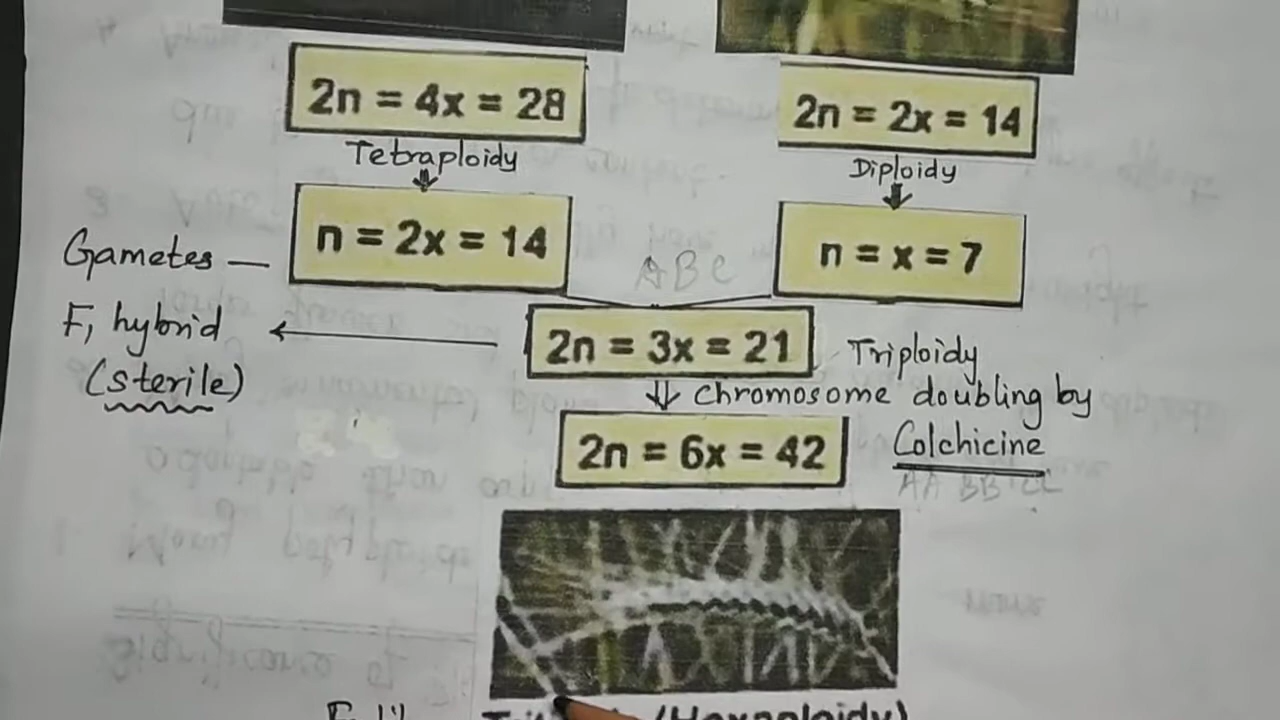 2n = 4x = 28
2n = 2x = 14
Tetraploidy
Diploidy
n = 2x = 14
n = x = 7
Gametes —
ABC
F₁ hybrid
(sterile)
2n = 3x = 21
Triploidy
chromosome doubling by
Colchicine
2n = 6x = 42
AA BB CC
(Hexaploidy)